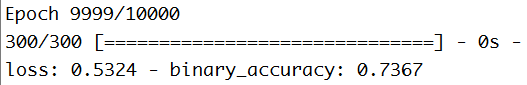 Epoch 9999/10000
300/300 [==============================] - 0s -
loss: 0.5324 - binary_accuracy: 0.7367